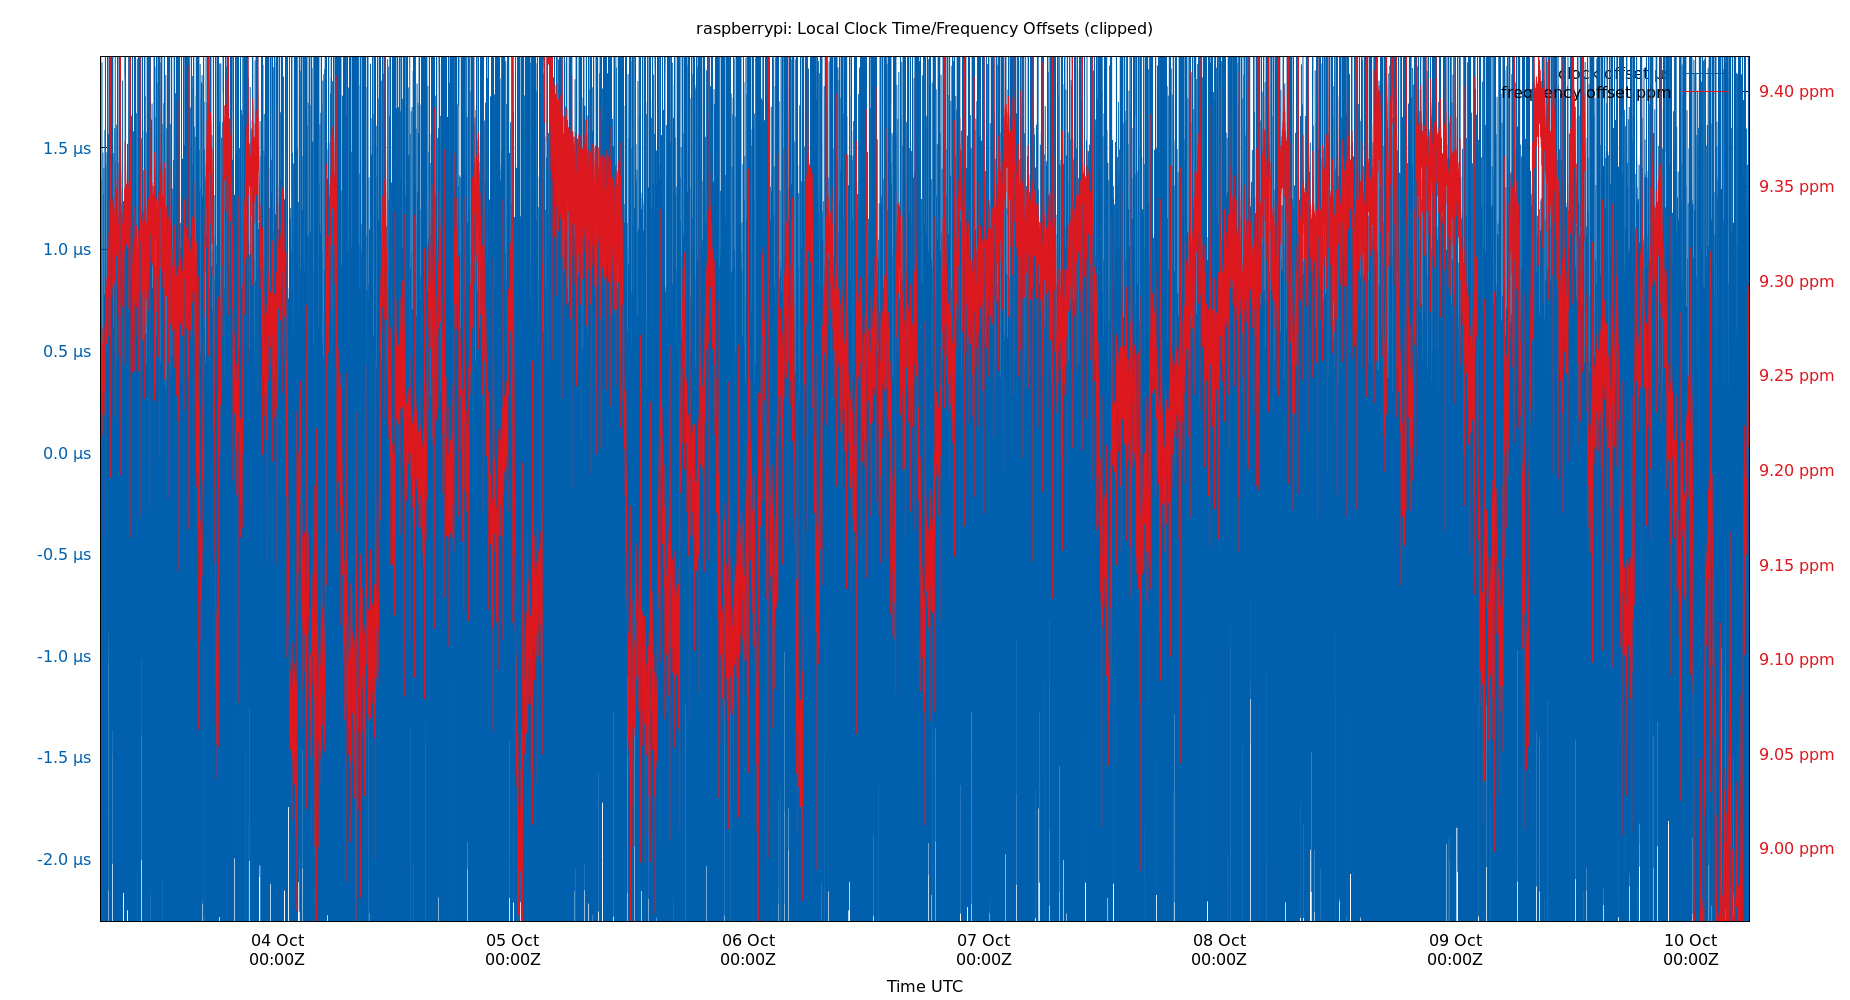 raspberrypi: Local Clock Time/Frequency Offsets (clipped)
clock offset µs
frequency offset ppm
1.5 µs
1.0 µs
0.5 µs
0.0 µs
-0.5 µs
-1.0 µs
-1.5 µs
-2.0 µs
9.40 ppm
9.35 ppm
9.30 ppm
9.25 ppm
9.20 ppm
9.15 ppm
9.10 ppm
9.05 ppm
9.00 ppm
04 Oct 05 Oct 06 Oct 07 Oct 08 Oct 09 Oct 10 Oct
00:00Z 00:00Z 00:00Z 00:00Z 00:00Z 00:00Z 00:00Z
Time UTC